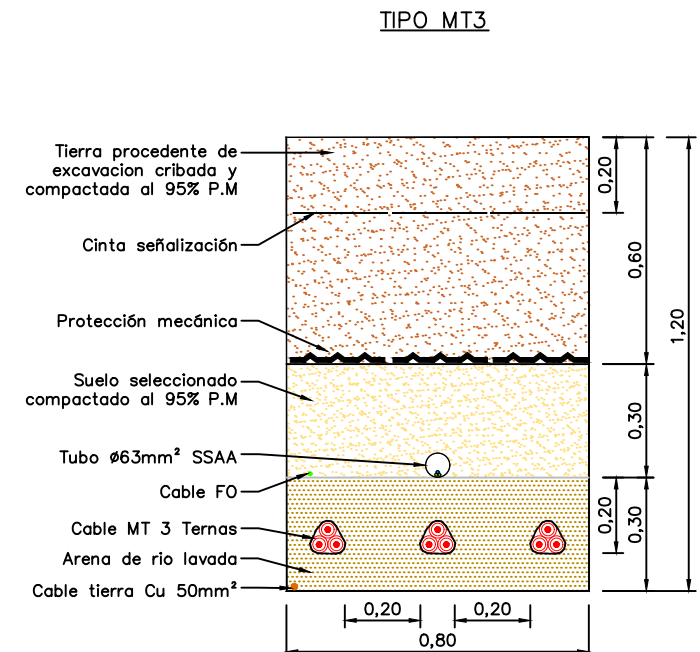 TIPO MT3
Tierra procedente de
excavacion cribada y
compactada al 95% P.M
Cinta señalización
Protección mecánica
Suelo seleccionado
compactado al 95% P.M
Tubo ø63mm² SSAA
Cable FO
Cable MT 3 Ternas
Arena de rio lavada
Cable tierra Cu 50mm²
0,20
0,60
1,20
0,30
0,20
0,30
0,20
0,20
0,80